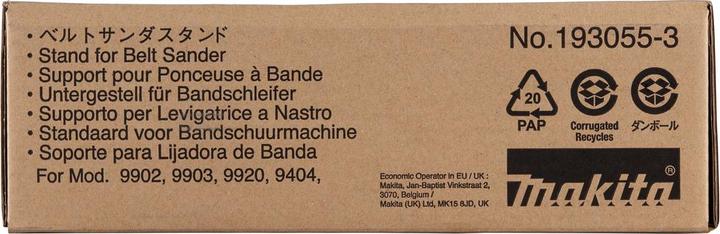 • ベルトサンダスタンド
• Stand for Belt Sander
• Support pour Ponceuse à Bande
• Untergestell für Bandschleifer
• Supporto per Levigatrice a Nastro
• Standaard voor Bandschuurmachine
• Soporte para Lijadora de Banda
For Mod. 9902, 9903, 9920, 9404,
No.193055-3
20
PAP
Corrugated
Recycles
ダンボール
Economic Operator in EU / UK :
Makita, Jan-Baptist Vinkstraat 2,
3070, Belgium /
Makita (UK) Ltd, MK15 8JD, UK
makita®